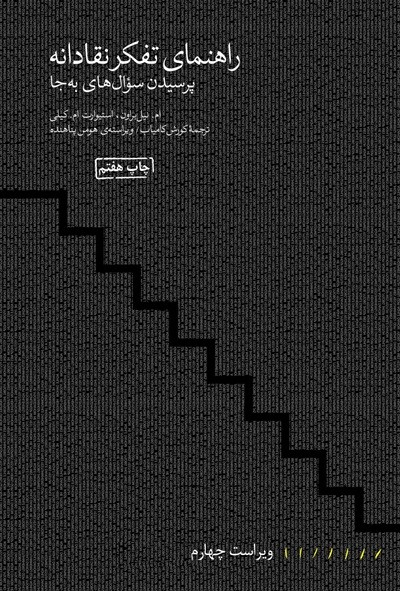 راهنمای تفکر نقادانه
پرسیدن سؤال‌های به‌جا
ام. نیل براون، استیوارت ام. کیلی
ترجمهٔ کورش کامیاب/ ویراسته‌ی هومن پناهنده
چاپ هفتم
ویراست چهارم